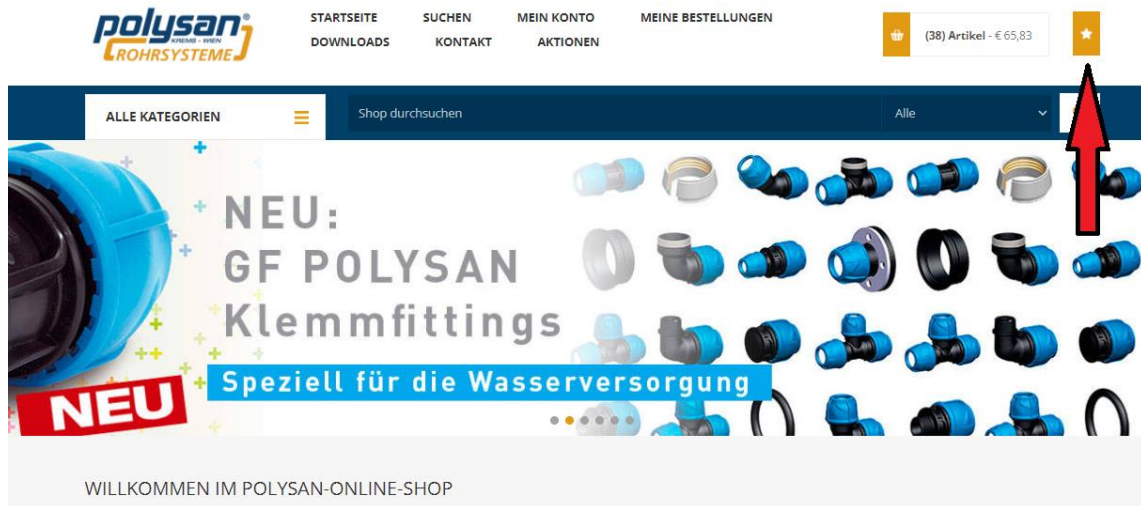 polysan®
KREMS - WIEN
ROHRSYSTEME
STARTSEITE SUCHEN MEIN KONTO MEINE BESTELLUNGEN
DOWNLOADS KONTAKT AKTIONEN
(38) Artikel - € 65,83
ALLE KATEGORIEN
Shop durchsuchen
Alle
NEU:
GF POLYSAN
Klemmfittings
Speziell für die Wasserversorgung
NEU
WILLKOMMEN IM POLYSAN-ONLINE-SHOP